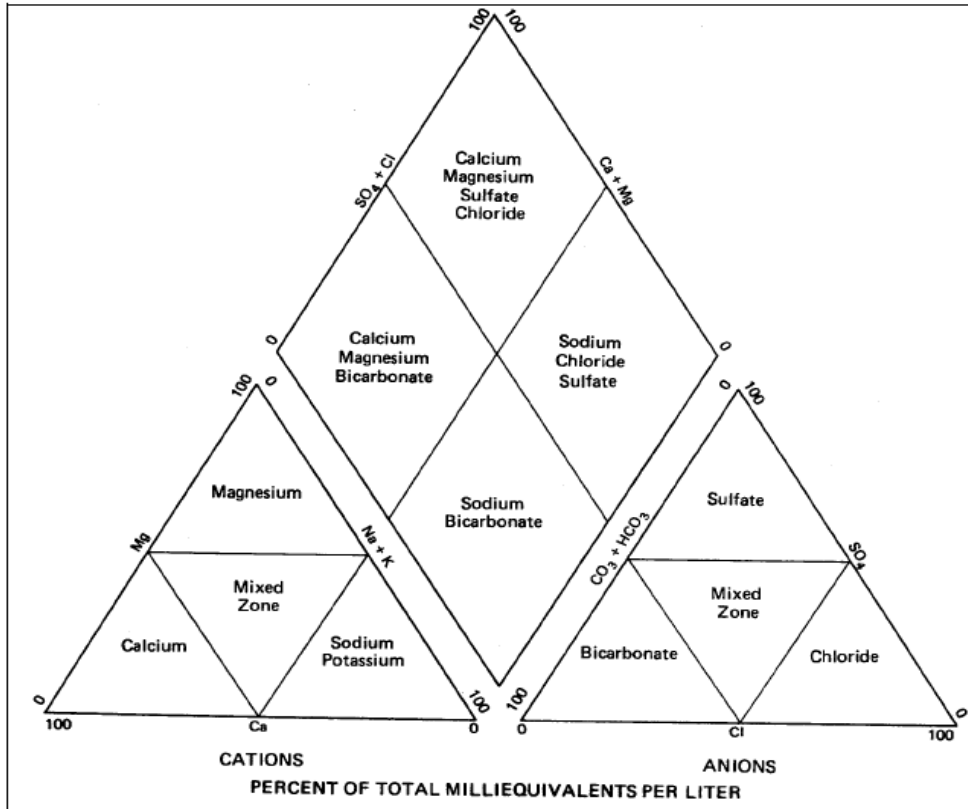 100
100
SO₄ + Cl
Ca + Mg
Calcium
Magnesium
Sulfate
Chloride
Calcium
Magnesium
Bicarbonate
Sodium
Chloride
Sulfate
Sodium
Bicarbonate
0
0
100
0
0
100
Magnesium
Mg
Na + K
Mixed
Zone
Calcium
Sodium
Potassium
0
100
Ca
100
0
CO₃ + HCO₃
Sulfate
SO₄
Mixed
Zone
Bicarbonate
Chloride
100
0
Cl
0
100
CATIONS
ANIONS
PERCENT OF TOTAL MILLIEQUIVALENTS PER LITER